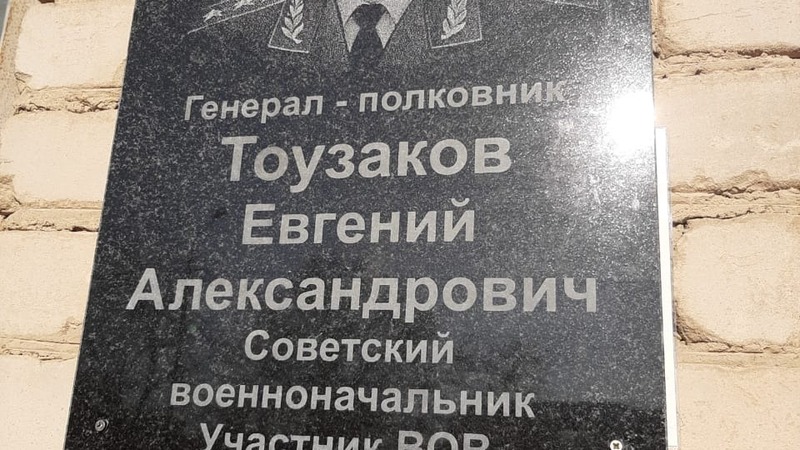 Генерал - полковник
Тоузаков
Евгений
Александрович
Советский
военноначальник
Участник ВОВ